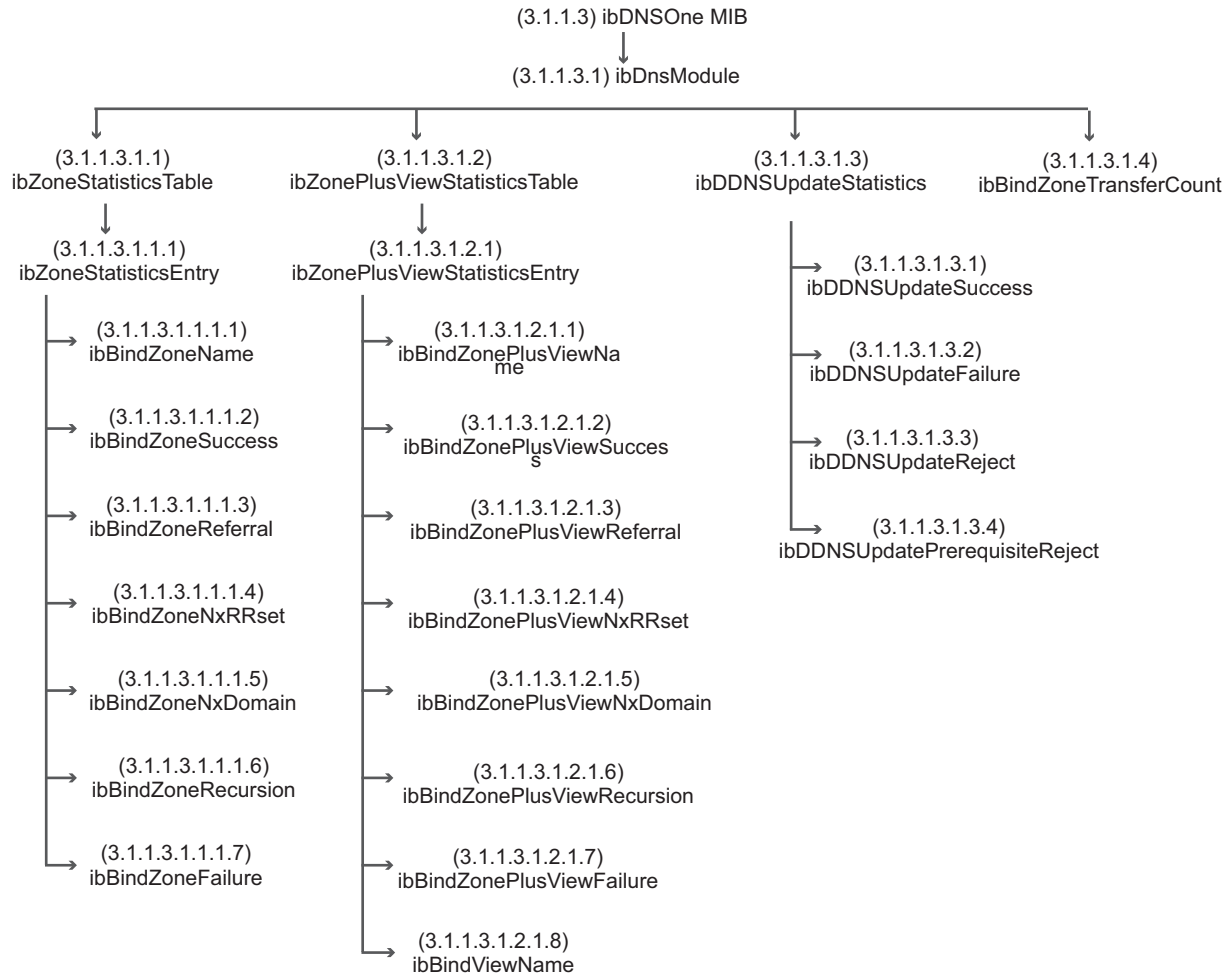 (3.1.1.3) ibDNSOne MIB
(3.1.1.3.1) ibDnsModule
(3.1.1.3.1.1)
ibZoneStatisticsTable
(3.1.1.3.1.1.1)
ibZoneStatisticsEntry
(3.1.1.3.1.1.1.1)
ibBindZoneName
(3.1.1.3.1.1.1.2)
ibBindZoneSuccess
(3.1.1.3.1.1.1.3)
ibBindZoneReferral
(3.1.1.3.1.1.1.4)
ibBindZoneNxRRset
(3.1.1.3.1.1.1.5)
ibBindZoneNxDomain
(3.1.1.3.1.1.1.6)
ibBindZoneRecursion
(3.1.1.3.1.1.1.7)
ibBindZoneFailure
(3.1.1.3.1.2)
ibZonePlusViewStatisticsTable
(3.1.1.3.1.2.1)
ibZonePlusViewStatisticsEntry
(3.1.1.3.1.2.1.1)
ibBindZonePlusViewNa
me
(3.1.1.3.1.2.1.2)
ibBindZonePlusViewSucces
s
(3.1.1.3.1.2.1.3)
ibBindZonePlusViewReferral
(3.1.1.3.1.2.1.4)
ibBindZonePlusViewNxRRset
(3.1.1.3.1.2.1.5)
ibBindZonePlusViewNxDomain
(3.1.1.3.1.2.1.6)
ibBindZonePlusViewRecursion
(3.1.1.3.1.2.1.7)
ibBindZonePlusViewFailure
(3.1.1.3.1.2.1.8)
ibBindViewName
(3.1.1.3.1.3)
ibDDNSUpdateStatistics
(3.1.1.3.1.3.1)
ibDDNSUpdateSuccess
(3.1.1.3.1.3.2)
ibDDNSUpdateFailure
(3.1.1.3.1.3.3)
ibDDNSUpdateReject
(3.1.1.3.1.3.4)
ibDDNSUpdatePrerequisiteReject
(3.1.1.3.1.4)
ibBindZoneTransferCount